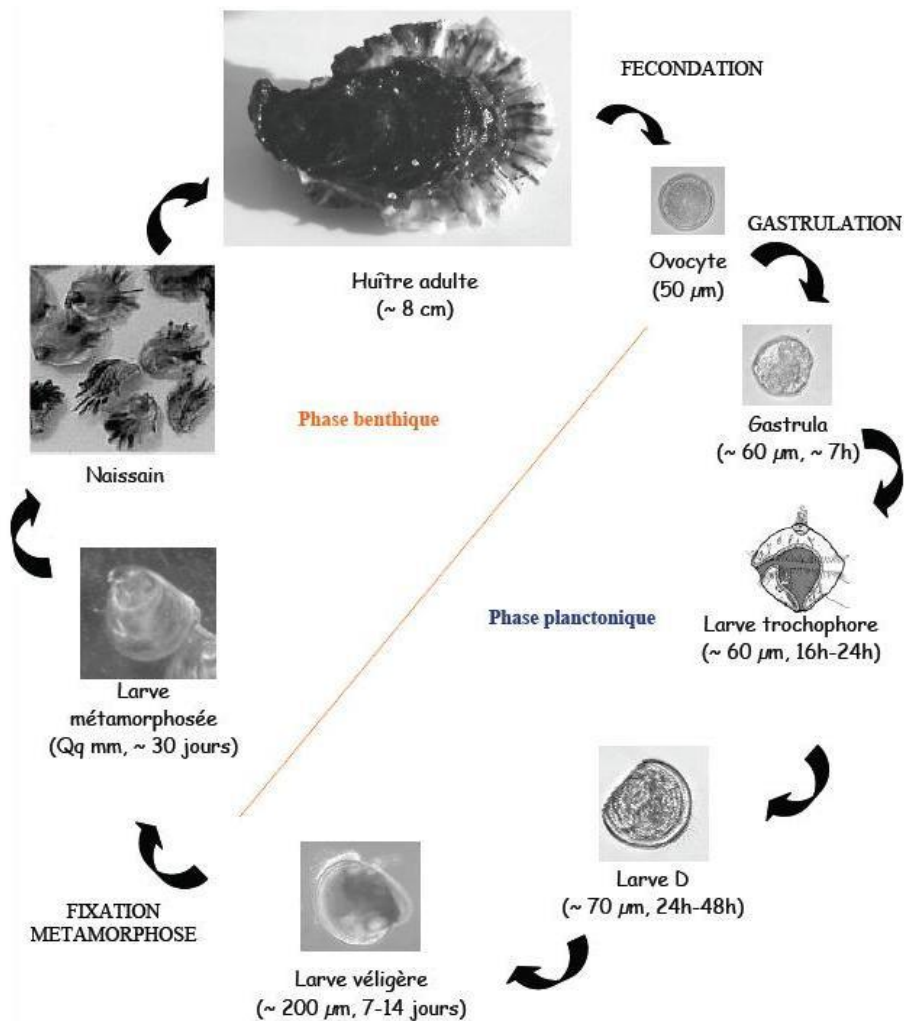 FECONDATION
Ovocyte
(50 µm)
GASTRULATION
Huître adulte
(~ 8 cm)
Gastrula
(~ 60 µm, ~ 7h)
Phase benthique
Naissain
Larve trochophore
(~ 60 µm, 16h-24h)
Phase planctonique
Larve
métamorphosée
(Qq mm, ~ 30 jours)
Larve D
(~ 70 µm, 24h-48h)
FIXATION
METAMORPHOSE
Larve véligère
(~ 200 µm, 7-14 jours)